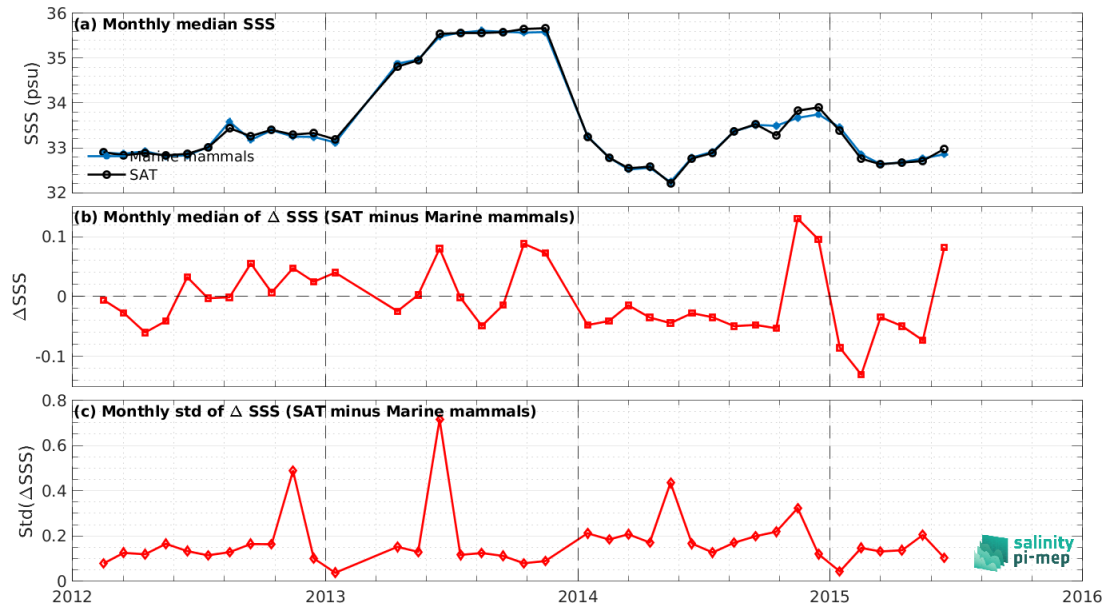 (a) Monthly median SSS
36
35
34
33
32
SSS (psu)
Marine mammals
SAT
(b) Monthly median of Δ SSS (SAT minus Marine mammals)
0.1
0
-0.1
ΔSSS
(c) Monthly std of Δ SSS (SAT minus Marine mammals)
0.8
0.6
0.4
0.2
0
Std(ΔSSS)
salinity
pi-mep
2012
2013
2014
2015
2016